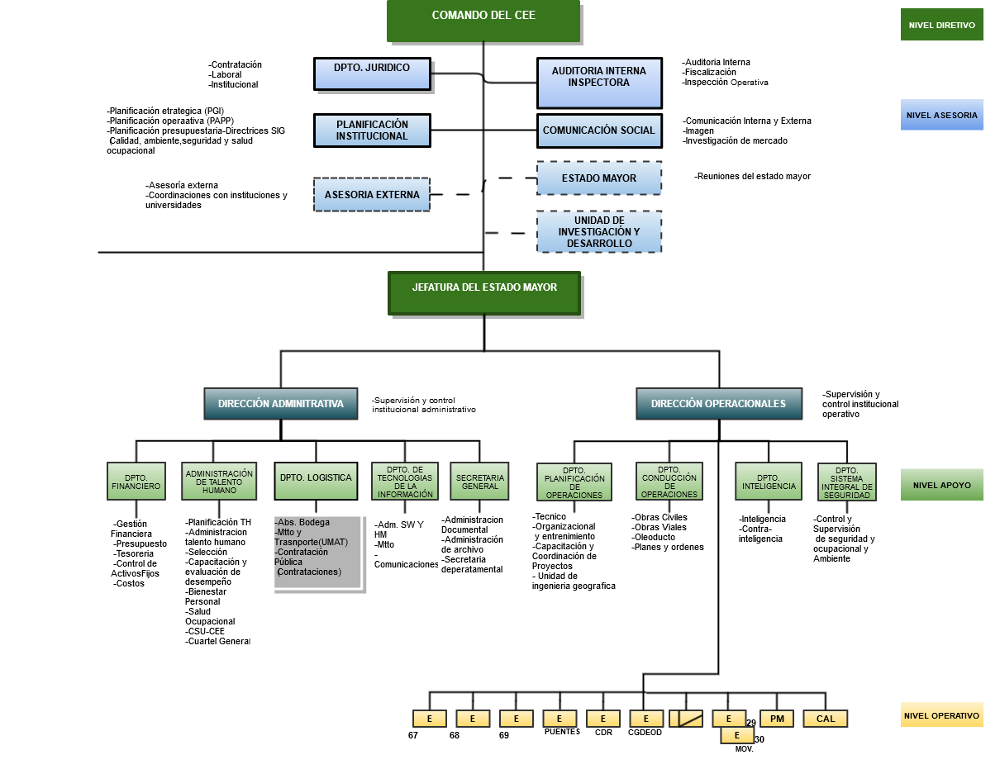 COMANDO DEL CEE
NIVEL DIRETIVO
-Contratación
-Laboral
-Institucional
DPTO. JURIDICO
AUDITORIA INTERNA
INSPECTORA
-Auditoria Interna
-Fiscalización
-Inspección Operativa
NIVEL ASESORIA
-Planificación etrategica (PGI)
-Planificación operaativa (PAPP)
-Planificación presupuestaria-Directrices SIG
(Calidad, ambiente,seguridad y salud
ocupacional
PLANIFICACIÓN
INSTITUCIONAL
COMUNICACIÓN SOCIAL
-Comunicación Interna y Externa
-Imagen
-Investigación de mercado
-Asesoría externa
-Coordinaciones con instituciones y
universidades
ASESORIA EXTERNA
ESTADO MAYOR
-Reuniones del estado mayor
UNIDAD DE
INVESTIGACIÓN Y
DESARROLLO
JEFATURA DEL ESTADO MAYOR
DIRECCIÓN ADMINITRATIVA
-Supervisión y control
institucional administrativo
DIRECCIÓN OPERACIONALES
-Supervisión y
control institucional
operativo
DPTO.
FINANCIERO
ADMINISTRACIÓN
DE TALENTO
HUMANO
DPTO. LOGISTICA
DPTO. DE
TECNOLOGIAS
DE LA
INFORMACIÓN
SECRETARIA
GENERAL
DPTO.
PLANIFICACIÓN
DE
OPERACIONES
DPTO.
CONDUCCIÓN
DE
OPERACIONES
DPTO.
INTELIGENCIA
DPTO.
SISTEMA
INTEGRAL DE
SEGURIDAD
NIVEL APOYO
-Gestión
Financiera
-Presupuesto
-Tesoreria
-Control de
ActivosFijos
-Costos
-Planificación TH
-Administracion
talento humano
-Selección
-Capacitación y
evaluación de
desempeño
-Bienestar
Personal
-Salud
Ocupacional
-CSU-CEE
-Cuartel General
-Abs. Bodega
-Mtto y
Trasnporte(UMAT)
-Contratación
Pública
(Contrataciones)
-Adm. SW Y
HM
-Mtto
-
Comunicaciones
-Administracion
Documental
-Administración
de archivo
-Secretaria
deperatamental
-Tecnico
-Organizacional
y entrenimiento
-Capacitación y
Coordinación de
Proyectos
- Unidad de
ingenieria geografica
-Obras Civiles
-Obras Viales
-Oleoducto
-Planes y ordenes
-Inteligencia
-Contra-
inteligencia
-Control y
Supervisión
de seguridad y
ocupacional y
Ambiente
E
67
E
68
E
69
E
PUENTES
E
CDR
E
CGDEOD
E
29
E
30
MOV.
PM
CAL
NIVEL OPERATIVO